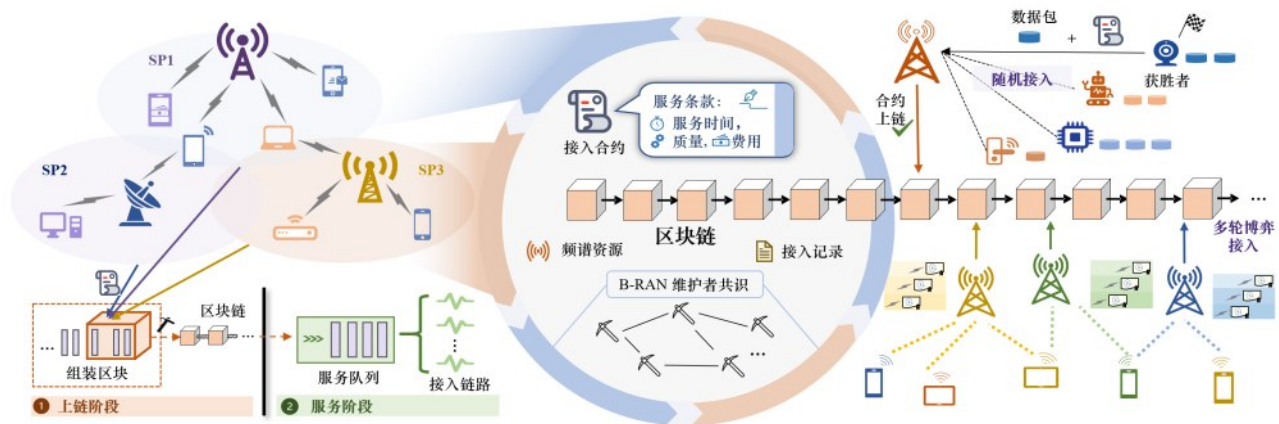 SP1
SP2
SP3
区块链
组装区块
服务队列
接入链路
1 上链阶段
2 服务阶段
接入合约
服务条款:
服务时间,
质量, 费用
区块链
频谱资源
接入记录
B-RAN 维护者共识
...
数据包
+
获胜者
随机接入
合约
上链
...
多轮博弈
接入